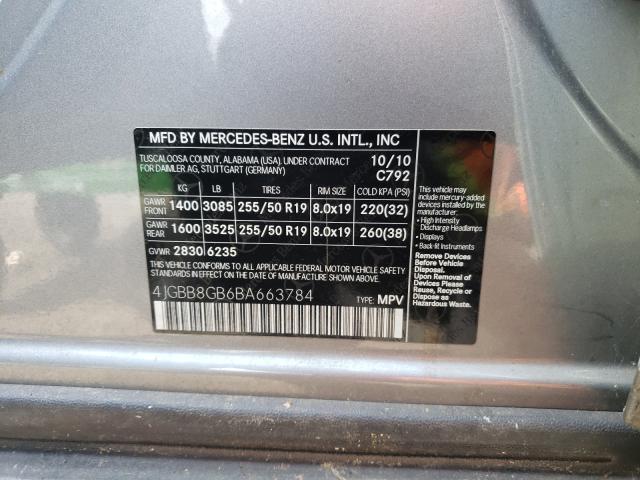 MFD BY MERCEDES-BENZ U.S. INTL., INC
TUSCALOOSA COUNTY, ALABAMA (USA). UNDER CONTRACT
FOR DAIMLER AG, STUTTGART (GERMANY)
10/10
C792
KG LB TIRES RIM SIZE COLD KPA (PSI)
GAWR FRONT 1400 3085 255/50 R19 8.0x19 220(32)
GAWR REAR 1600 3525 255/50 R19 8.0x19 260(38)
GVWR 2830 6235
THIS VEHICLE CONFORMS TO ALL APPLICABLE FEDERAL MOTOR VEHICLE
SAFETY STANDARDS IN EFFECT ON THE DATE OF MANUFACTURE SHOWN ABOVE.
4JGBB8GB6BA663784
TYPE: MPV
This vehicle may
include mercury-added
devices installed
by the manufacturer:
• High Intensity
Discharge Headlamps
• Displays
• Back-lit Instruments
Remove Devices
Before Vehicle
Disposal.
Upon Removal of
Devices Please
Reuse, Recycle or
Dispose as
Hazardous Waste.